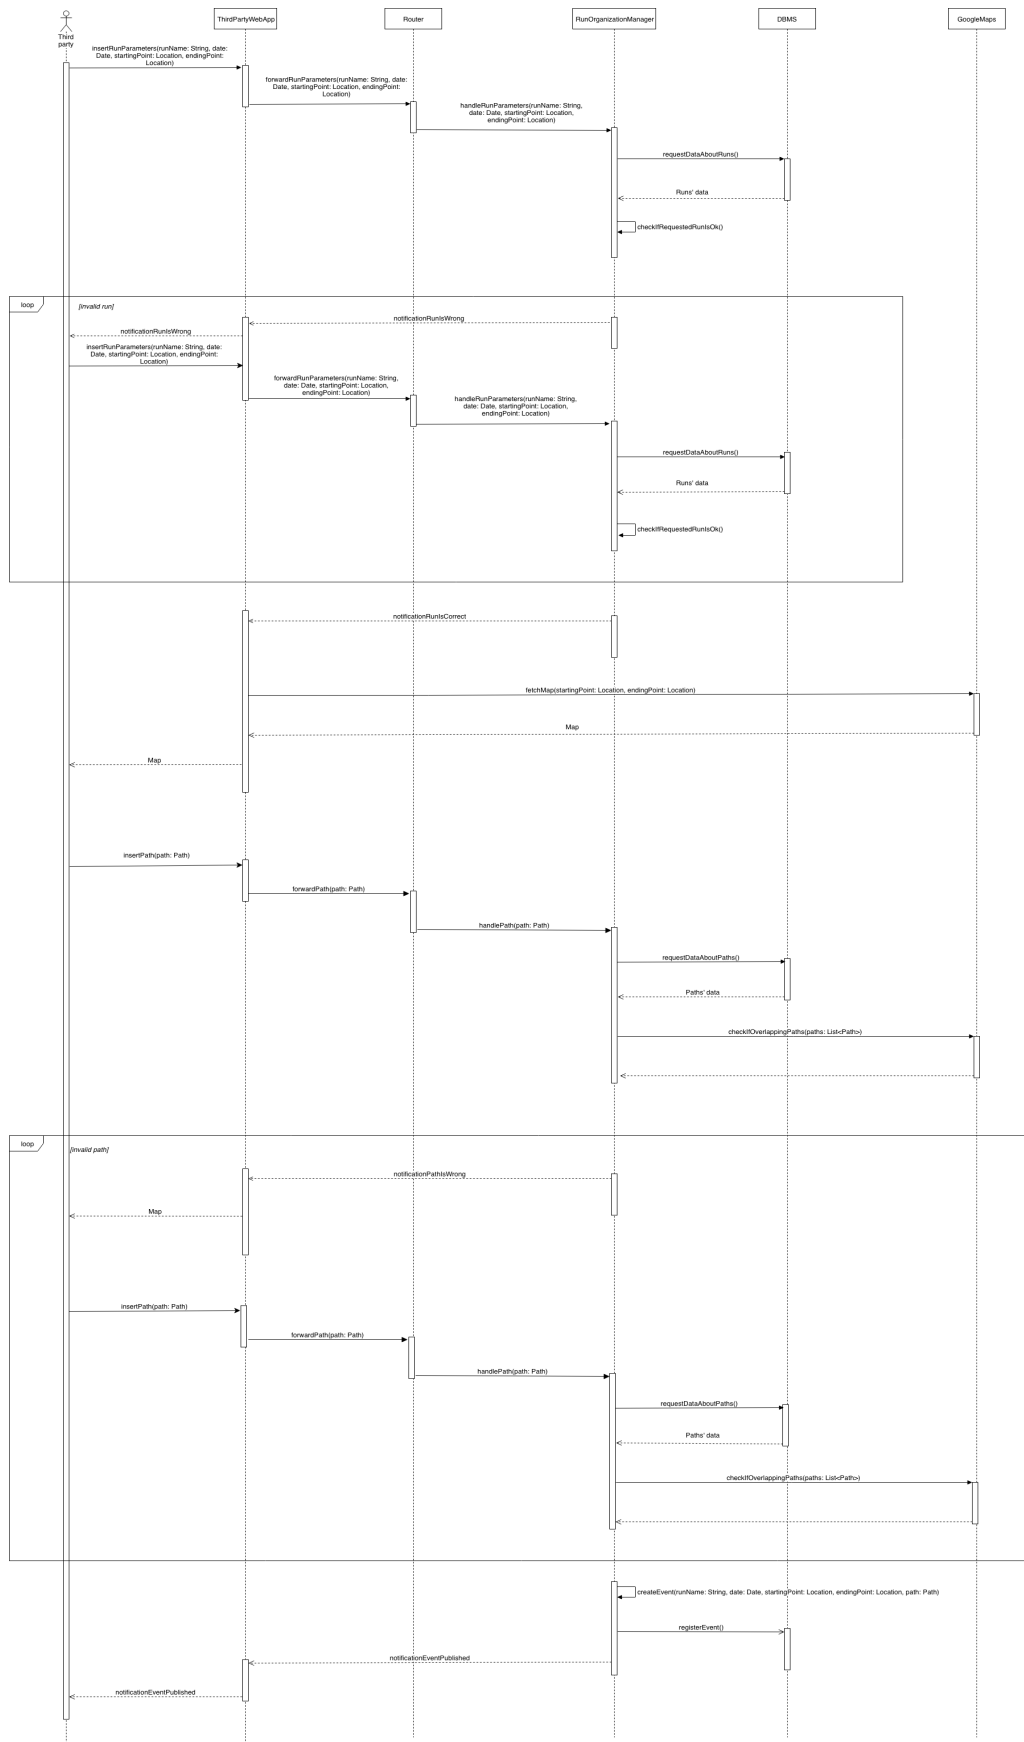 Third
party
ThirdPartyWebApp
Router
RunOrganizationManager
DBMS
GoogleMaps
insertRunParameters(runName: String, date:
Date, startingPoint: Location, endingPoint:
Location)
forwardRunParameters(runName: String, date:
Date, startingPoint: Location, endingPoint:
Location)
handleRunParameters(runName: String,
date: Date, startingPoint: Location,
endingPoint: Location)
requestDataAboutRuns()
Runs' data
checkIfRequestedRunIsOk()
loop
[invalid run]
notificationRunIsWrong
notificationRunIsWrong
insertRunParameters(runName: String, date:
Date, startingPoint: Location, endingPoint:
Location)
forwardRunParameters(runName: String,
date: Date, startingPoint: Location,
endingPoint: Location)
handleRunParameters(runName: String,
date: Date, startingPoint: Location,
endingPoint: Location)
requestDataAboutRuns()
Runs' data
checkIfRequestedRunIsOk()
notificationRunIsCorrect
fetchMap(startingPoint: Location, endingPoint: Location)
Map
Map
insertPath(path: Path)
forwardPath(path: Path)
handlePath(path: Path)
requestDataAboutPaths()
Paths' data
checkIfOverlappingPaths(paths: List<Path>)
loop
[invalid path]
notificationPathIsWrong
Map
insertPath(path: Path)
forwardPath(path: Path)
handlePath(path: Path)
requestDataAboutPaths()
Paths' data
checkIfOverlappingPaths(paths: List<Path>)
createEvent(runName: String, date: Date, startingPoint: Location, endingPoint: Location, path: Path)
registerEvent()
notificationEventPublished
notificationEventPublished